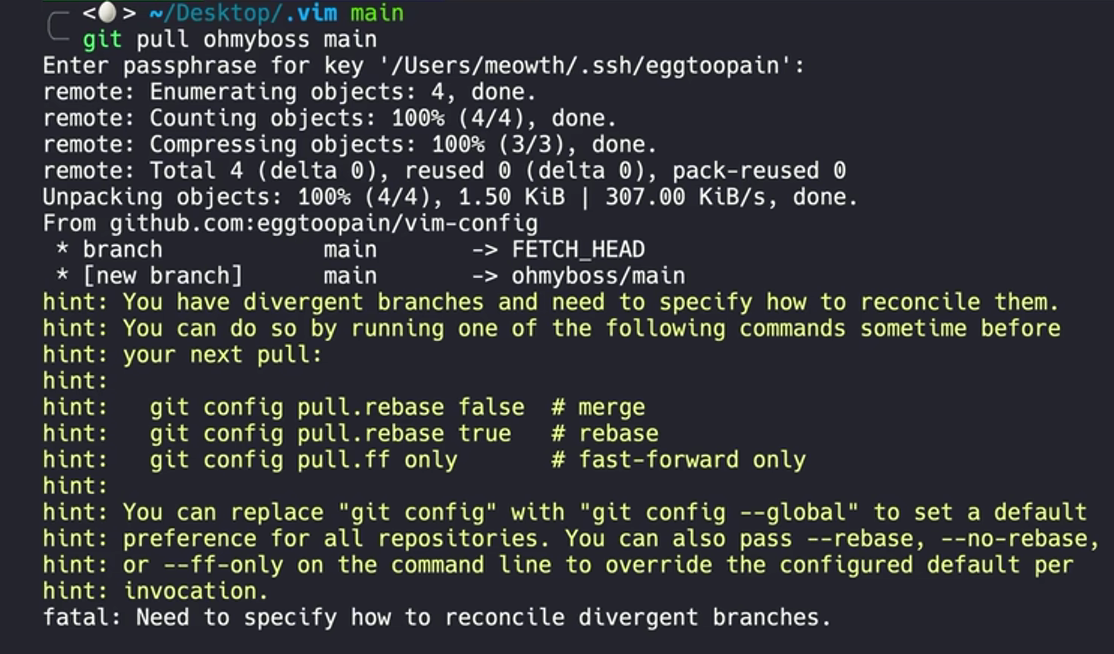 <🥚> ~/Desktop/.vim main
git pull ohmyboss main
Enter passphrase for key '/Users/meowth/.ssh/eggtoopain':
remote: Enumerating objects: 4, done.
remote: Counting objects: 100% (4/4), done.
remote: Compressing objects: 100% (3/3), done.
remote: Total 4 (delta 0), reused 0 (delta 0), pack-reused 0
Unpacking objects: 100% (4/4), 1.50 KiB | 307.00 KiB/s, done.
From github.com:eggtoopain/vim-config
 * branch            main       -> FETCH_HEAD
 * [new branch]      main       -> ohmyboss/main
hint: You have divergent branches and need to specify how to reconcile them.
hint: You can do so by running one of the following commands sometime before
hint: your next pull:
hint:
hint:   git config pull.rebase false  # merge
hint:   git config pull.rebase true   # rebase
hint:   git config pull.ff only       # fast-forward only
hint:
hint: You can replace "git config" with "git config --global" to set a default
hint: preference for all repositories. You can also pass --rebase, --no-rebase,
hint: or --ff-only on the command line to override the configured default per
hint: invocation.
fatal: Need to specify how to reconcile divergent branches.